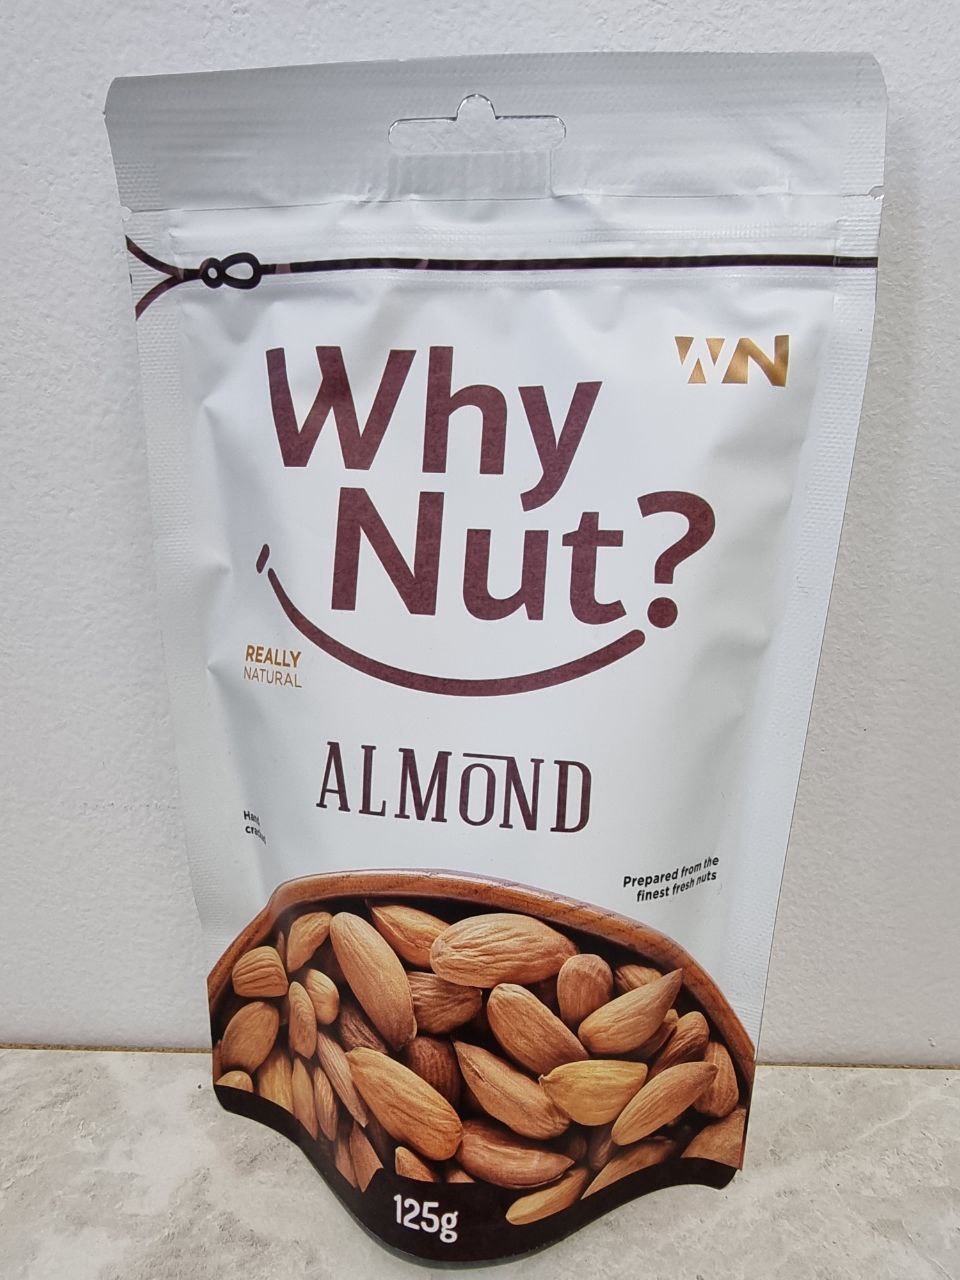 WN
Why
Nut?
REALLY
NATURAL
ALMOND
Prepared from the
finest fresh nuts
125g